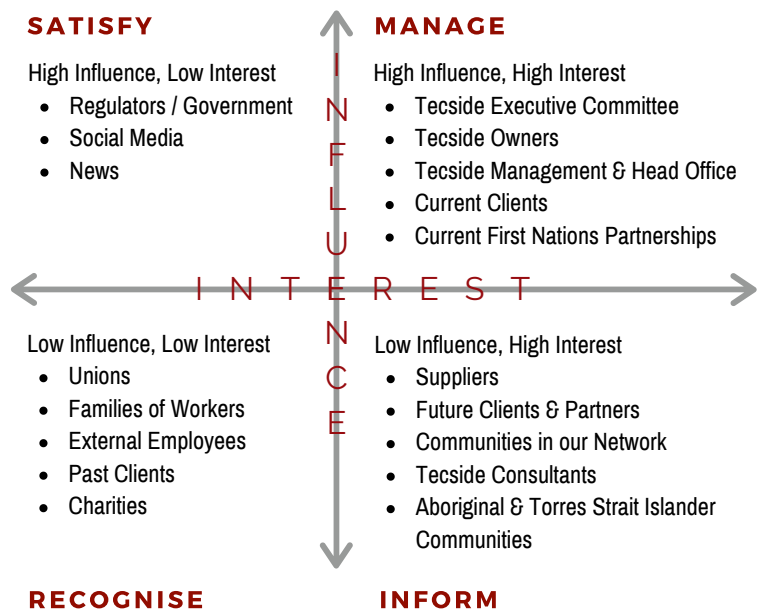 SATISFY
High Influence, Low Interest
• Regulators / Government
• Social Media
• News
MANAGE
High Influence, High Interest
• Tecside Executive Committee
• Tecside Owners
• Tecside Management & Head Office
• Current Clients
• Current First Nations Partnerships
INFLUENCE
INTEREST
Low Influence, Low Interest
• Unions
• Families of Workers
• External Employees
• Past Clients
• Charities
RECOGNISE
Low Influence, High Interest
• Suppliers
• Future Clients & Partners
• Communities in our Network
• Tecside Consultants
• Aboriginal & Torres Strait Islander
Communities
INFORM